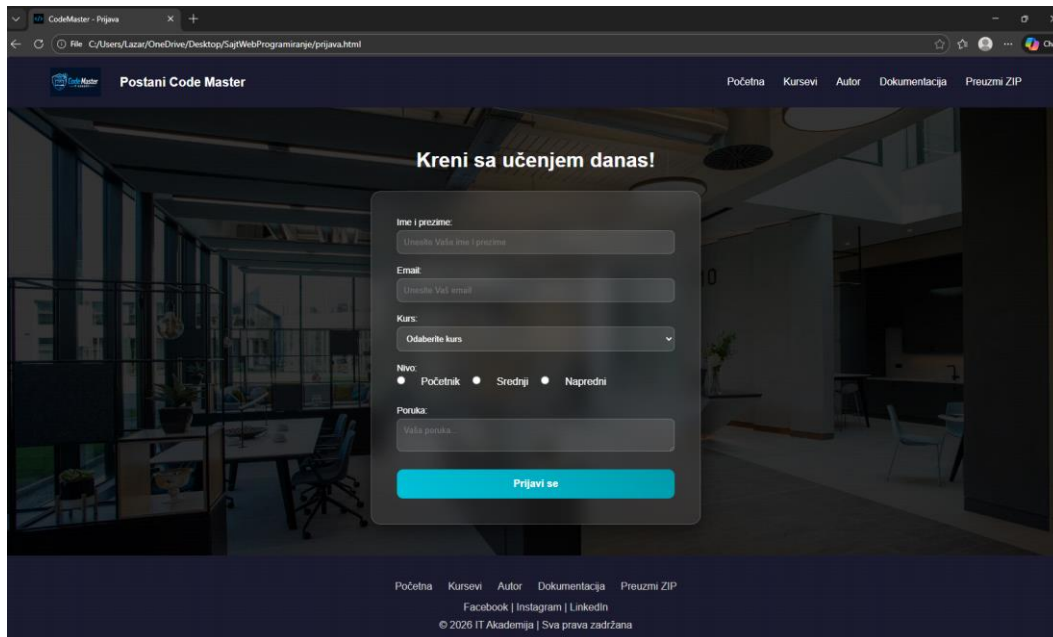 CodeMaster - Prijava
File C:/Users/Lazar/OneDrive/Desktop/SajtWebProgramiranje/prijava.html
Code Master
Postani Code Master
Početna Kursevi Autor Dokumentacija Preuzmi ZIP
Kreni sa učenjem danas!
Ime i prezime:
Unesite Vaše ime i prezime
Email:
Unesite Vaš email
Kurs:
Odaberite kurs
Nivo:
Početnik Srednji Napredni
Poruka:
Vaša poruka...
Prijavi se
Početna Kursevi Autor Dokumentacija Preuzmi ZIP
Facebook | Instagram | LinkedIn
© 2026 IT Akademija | Sva prava zadržana